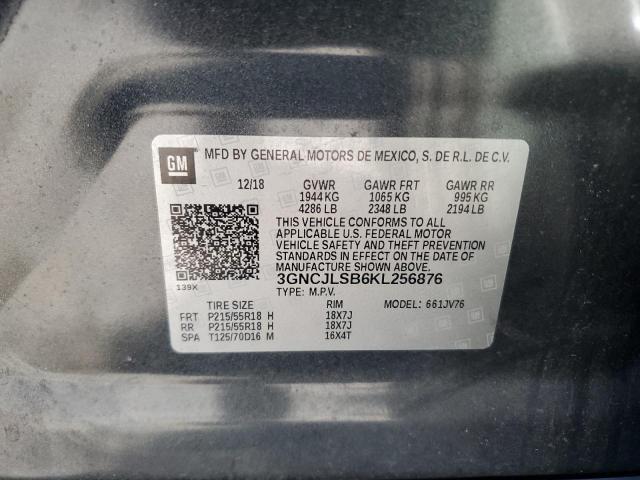 GM
MFD BY GENERAL MOTORS DE MEXICO, S. DE R.L. DE C.V.
12/18 GVWR GAWR FRT GAWR RR
1944 KG 1065 KG 995 KG
4286 LB 2348 LB 2194 LB
THIS VEHICLE CONFORMS TO ALL
APPLICABLE U.S. FEDERAL MOTOR
VEHICLE SAFETY AND THEFT PREVENTION
STANDARDS IN EFFECT ON THE DATE
OF MANUFACTURE SHOWN ABOVE.
139X 3GNCJLSB6KL256876
TYPE: M.P.V.
TIRE SIZE RIM MODEL: 661JV76
FRT P215/55R18 H 18X7J
RR P215/55R18 H 18X7J
SPA T125/70D16 M 16X4T